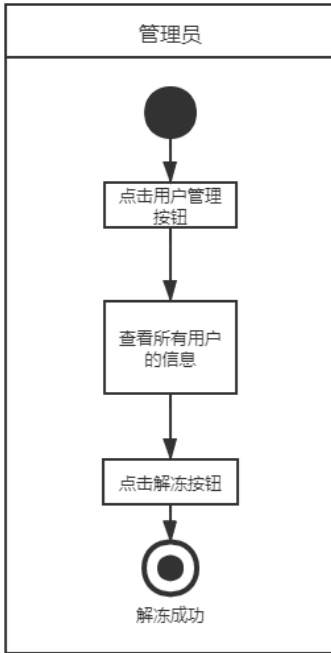 管理员
点击用户管理
按钮
查看所有用户
的信息
点击解冻按钮
解冻成功